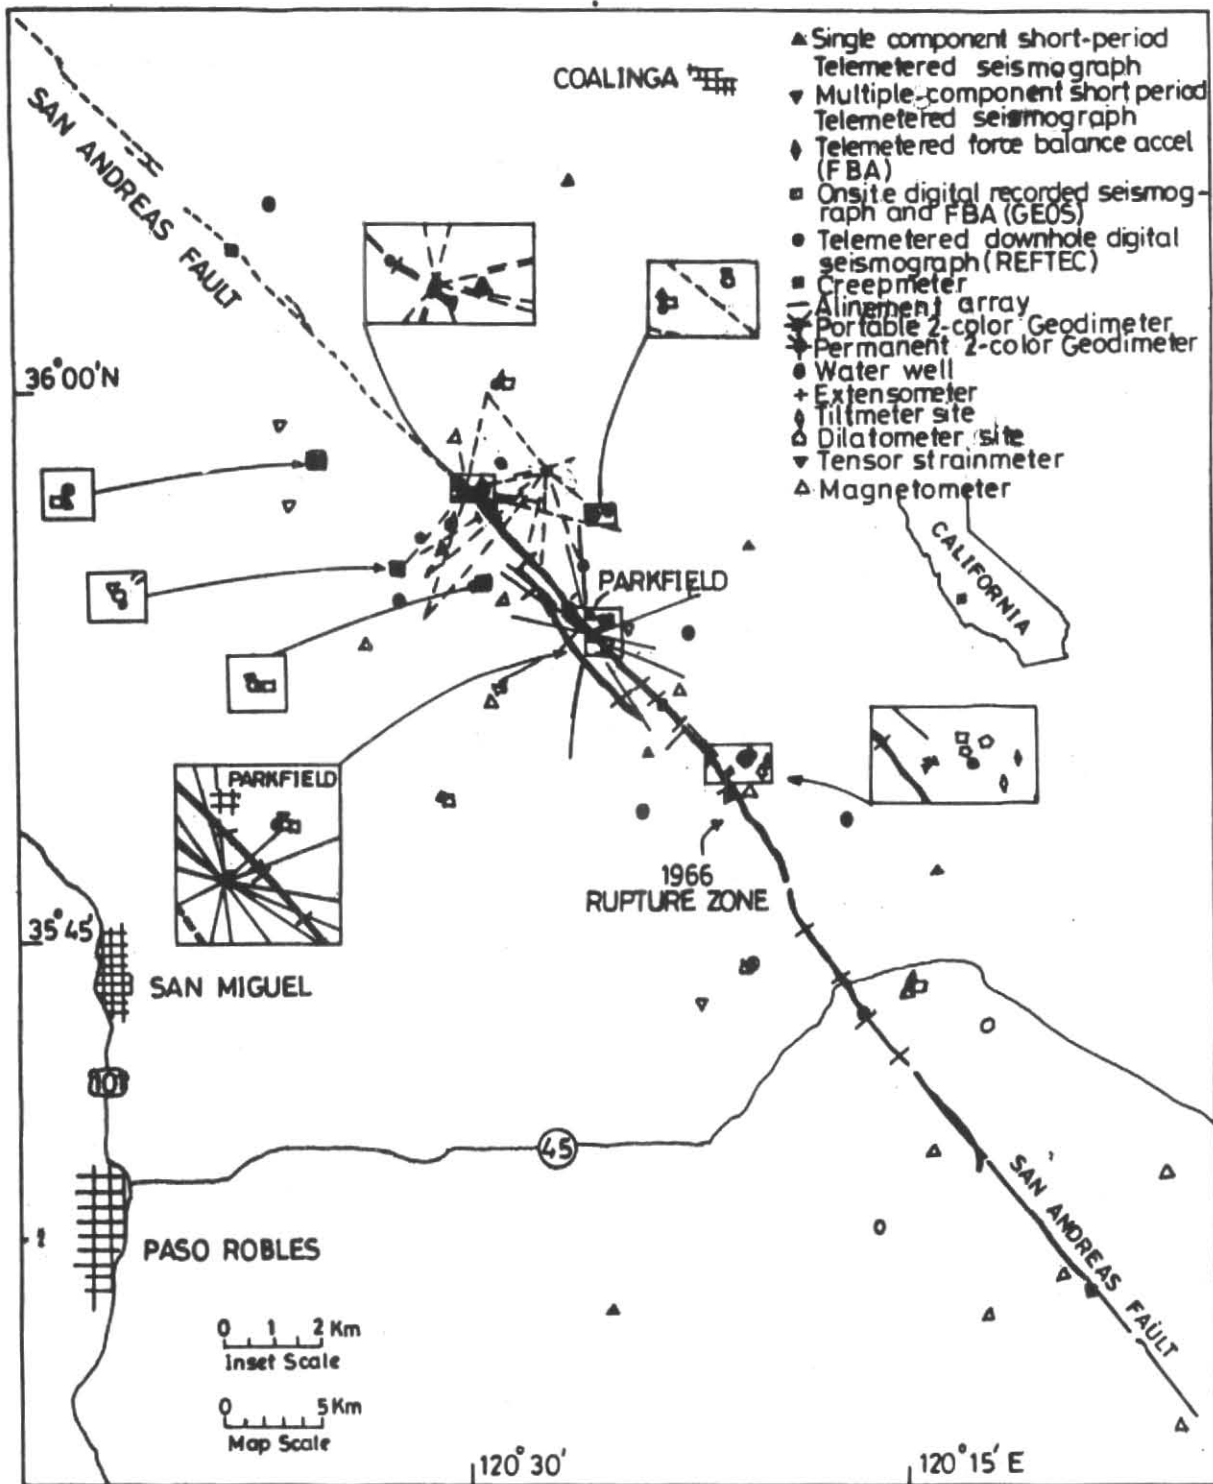 COALINGA
Single component short-period
Telemetered seismograph
Multiple-component short period
Telemetered seismograph
Telemetered force balance accel
(FBA)
Onsite digital recorded seismog-
raph and FBA (GEOS)
Telemetered downhole digital
seismograph (REFTEC)
Creepmeter
Alinement array
Portable 2-color Geodimeter
Permanent 2-color Geodimeter
Water well
Extensometer
Tiltmeter site
Dilatometer site
Tensor strainmeter
Magnetometer
SAN ANDREAS FAULT
36°00'N
CALIFORNIA
PARKFIELD
PARKFIELD
1966
RUPTURE ZONE
35°45'
SAN MIGUEL
101
45
SAN ANDREAS FAULT
PASO ROBLES
0 1 2 Km
Inset Scale
0 5 Km
Map Scale
120°30'
120°15' E